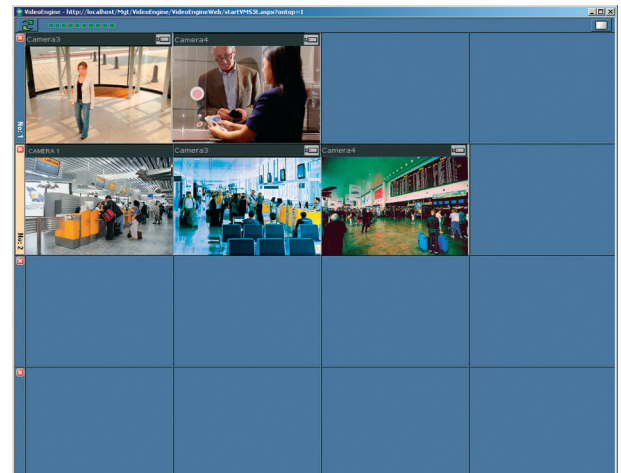 VideoEngine - http://localhost/Mgt/VideoEngine/VideoEngineWeb/startVMS3t.aspx?ontop=1
Camera3
Camera4
No: 1
CAMERA 1
Camera3
Camera4
No: 2